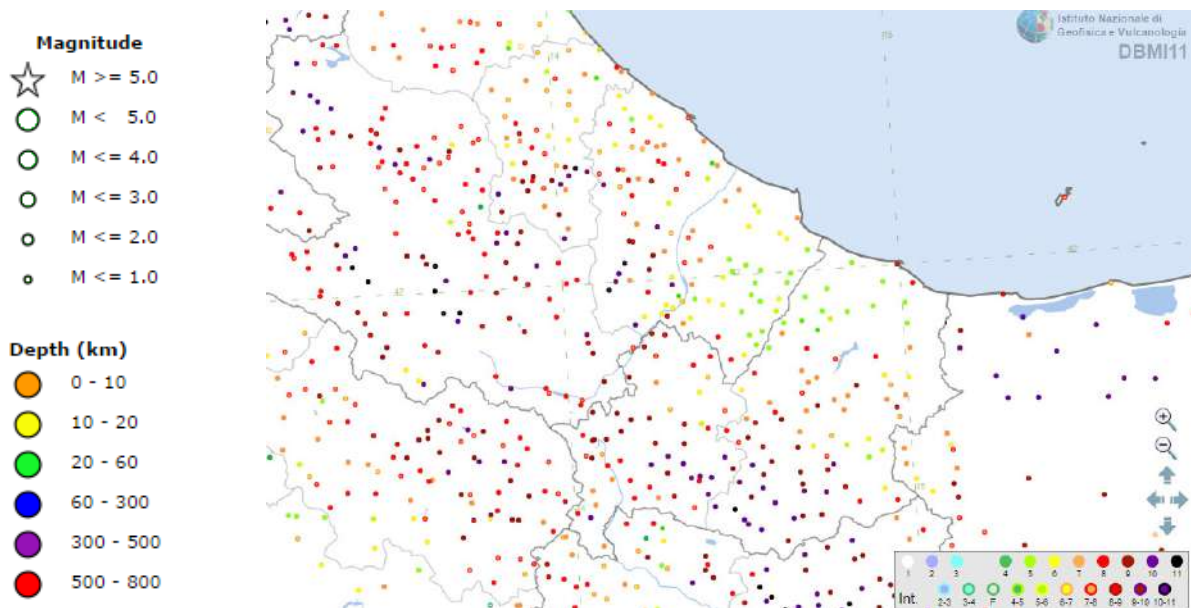 Magnitude
M >= 5.0
M < 5.0
M <= 4.0
M <= 3.0
M <= 2.0
M <= 1.0
Depth (km)
0 - 10
10 - 20
20 - 60
60 - 300
300 - 500
500 - 800
Istituto Nazionale di
Geofisica e Vulcanologia
DBMI11
42
42
1 2 3 4 5 6 7 8 9 10 11
Int. 2-3 3-4 F 4-5 5-6 6-7 7-8 8-9 9-10 10-11